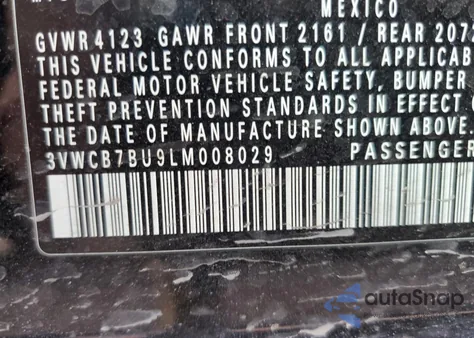 MEXICO
GVWR 4123 GAWR FRONT 2161 / REAR 2072
THIS VEHICLE CONFORMS TO ALL APPLICAB
FEDERAL MOTOR VEHICLE SAFETY, BUMPER
THEFT PREVENTION STANDARDS IN EFFECT
THE DATE OF MANUFACTURE SHOWN ABOVE
3VWCB7BU9LM008029 PASSENGER
autoSnap